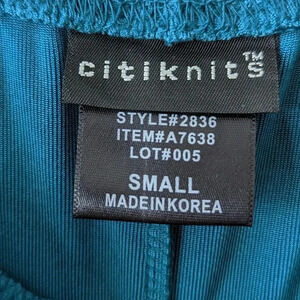 citiknits™
STYLE#2836
ITEM#A7638
LOT#005
SMALL
MADEINKOREA